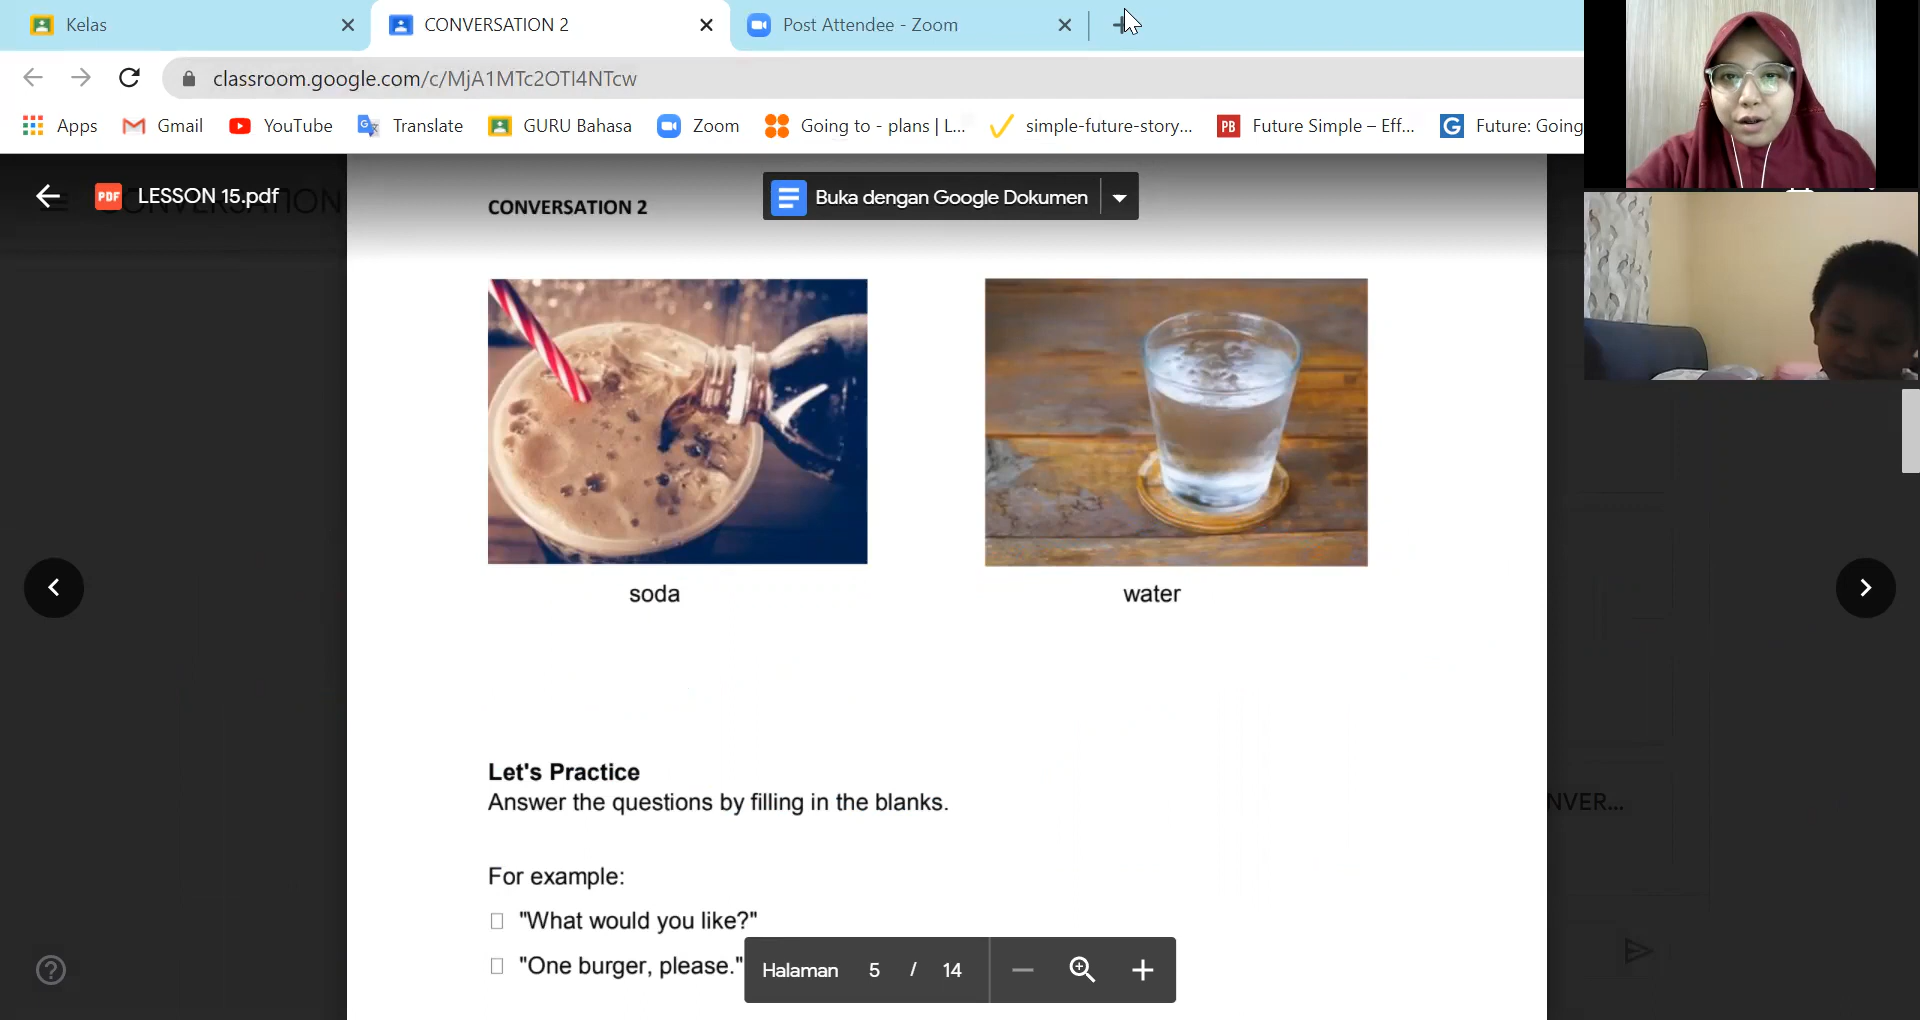 Kelas
CONVERSATION 2
Post Attendee - Zoom
classroom.google.com/c/MjA1MTc2OTI4NTcw
Apps
Gmail
YouTube
Translate
GURU Bahasa
Zoom
Going to - plans | L...
simple-future-story...
PB
Future Simple – Eff...
Future: Going
PDF
LESSON 15.pdf
Buka dengan Google Dokumen
CONVERSATION 2
soda
water
Let's Practice
Answer the questions by filling in the blanks.
NVER...
For example:
"What would you like?"
"One burger, please."
Halaman 5 / 14